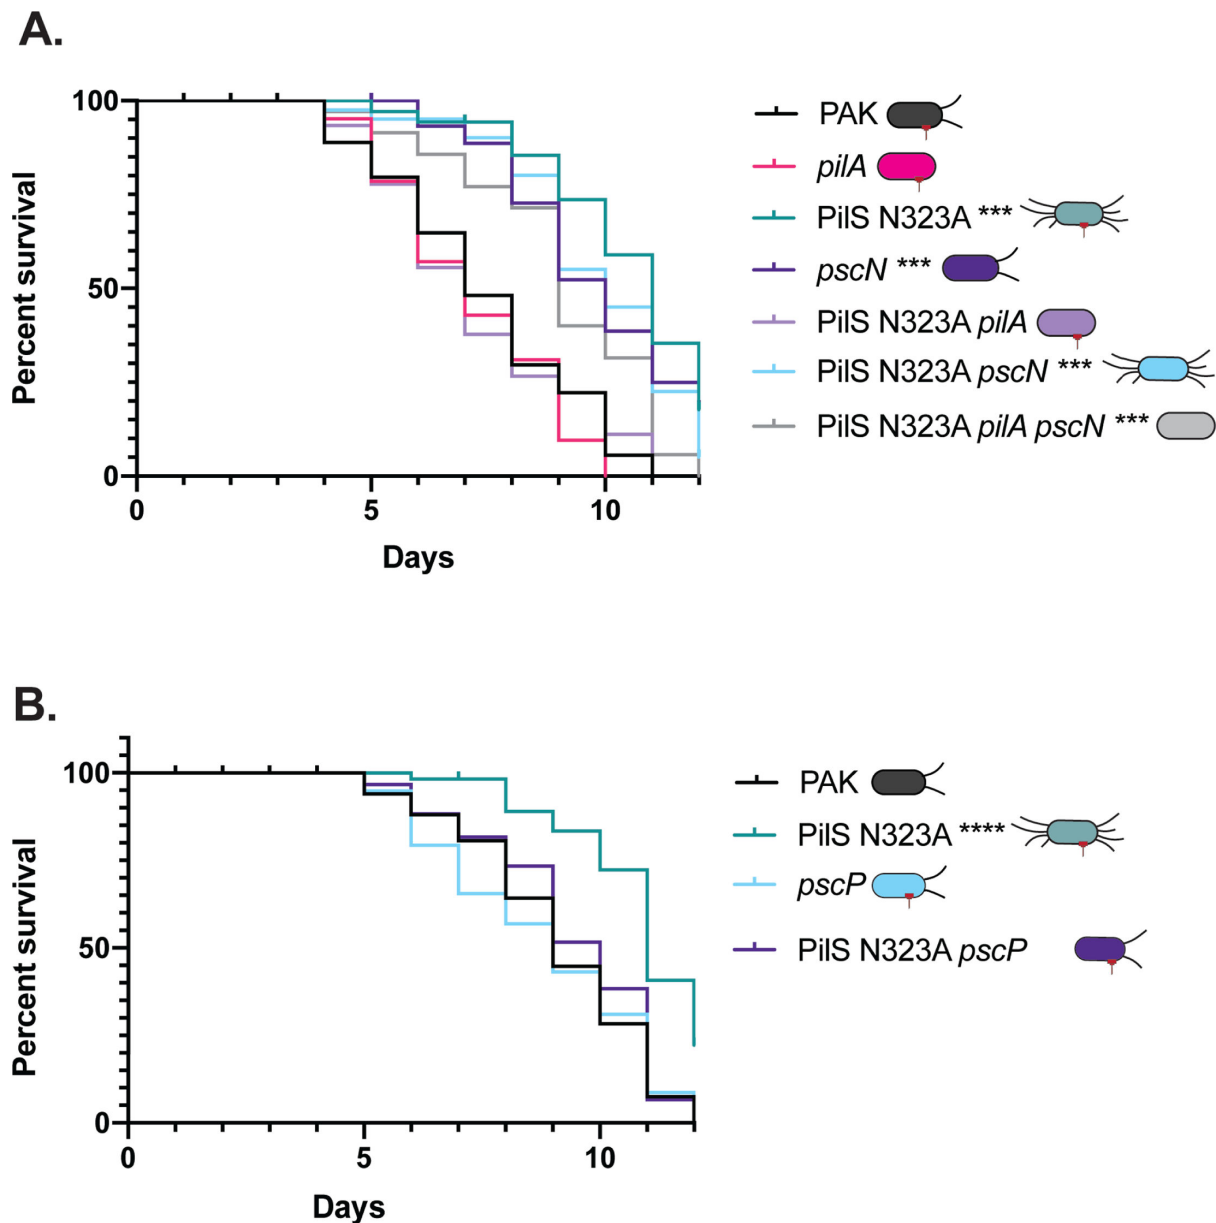 A.
100
50
0
0 5 10
Percent survival
Days
PAK
pilA
PilS N323A ***
pscN ***
PilS N323A pilA
PilS N323A pscN ***
PilS N323A pilA pscN ***
B.
100
50
0
0 5 10
Percent survival
Days
PAK
PilS N323A ****
pscP
PilS N323A pscP